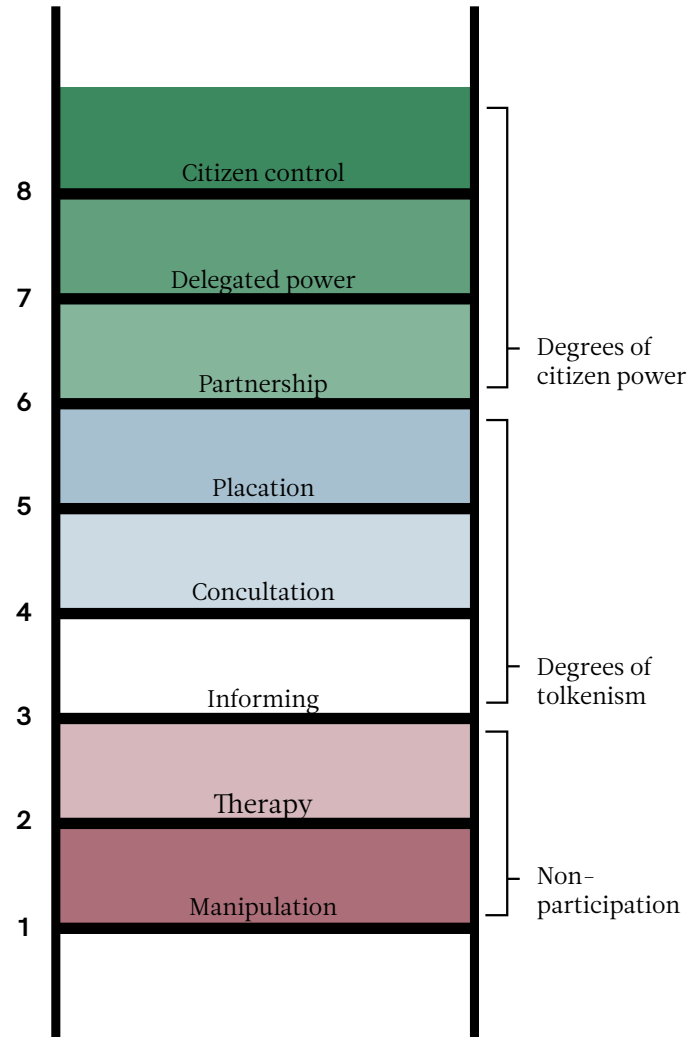 Citizen control
8
Delegated power
7
Degrees of
citizen power
Partnership
6
Placation
5
Concultation
4
Degrees of
tolkenism
Informing
3
Therapy
2
Non-
participation
Manipulation
1